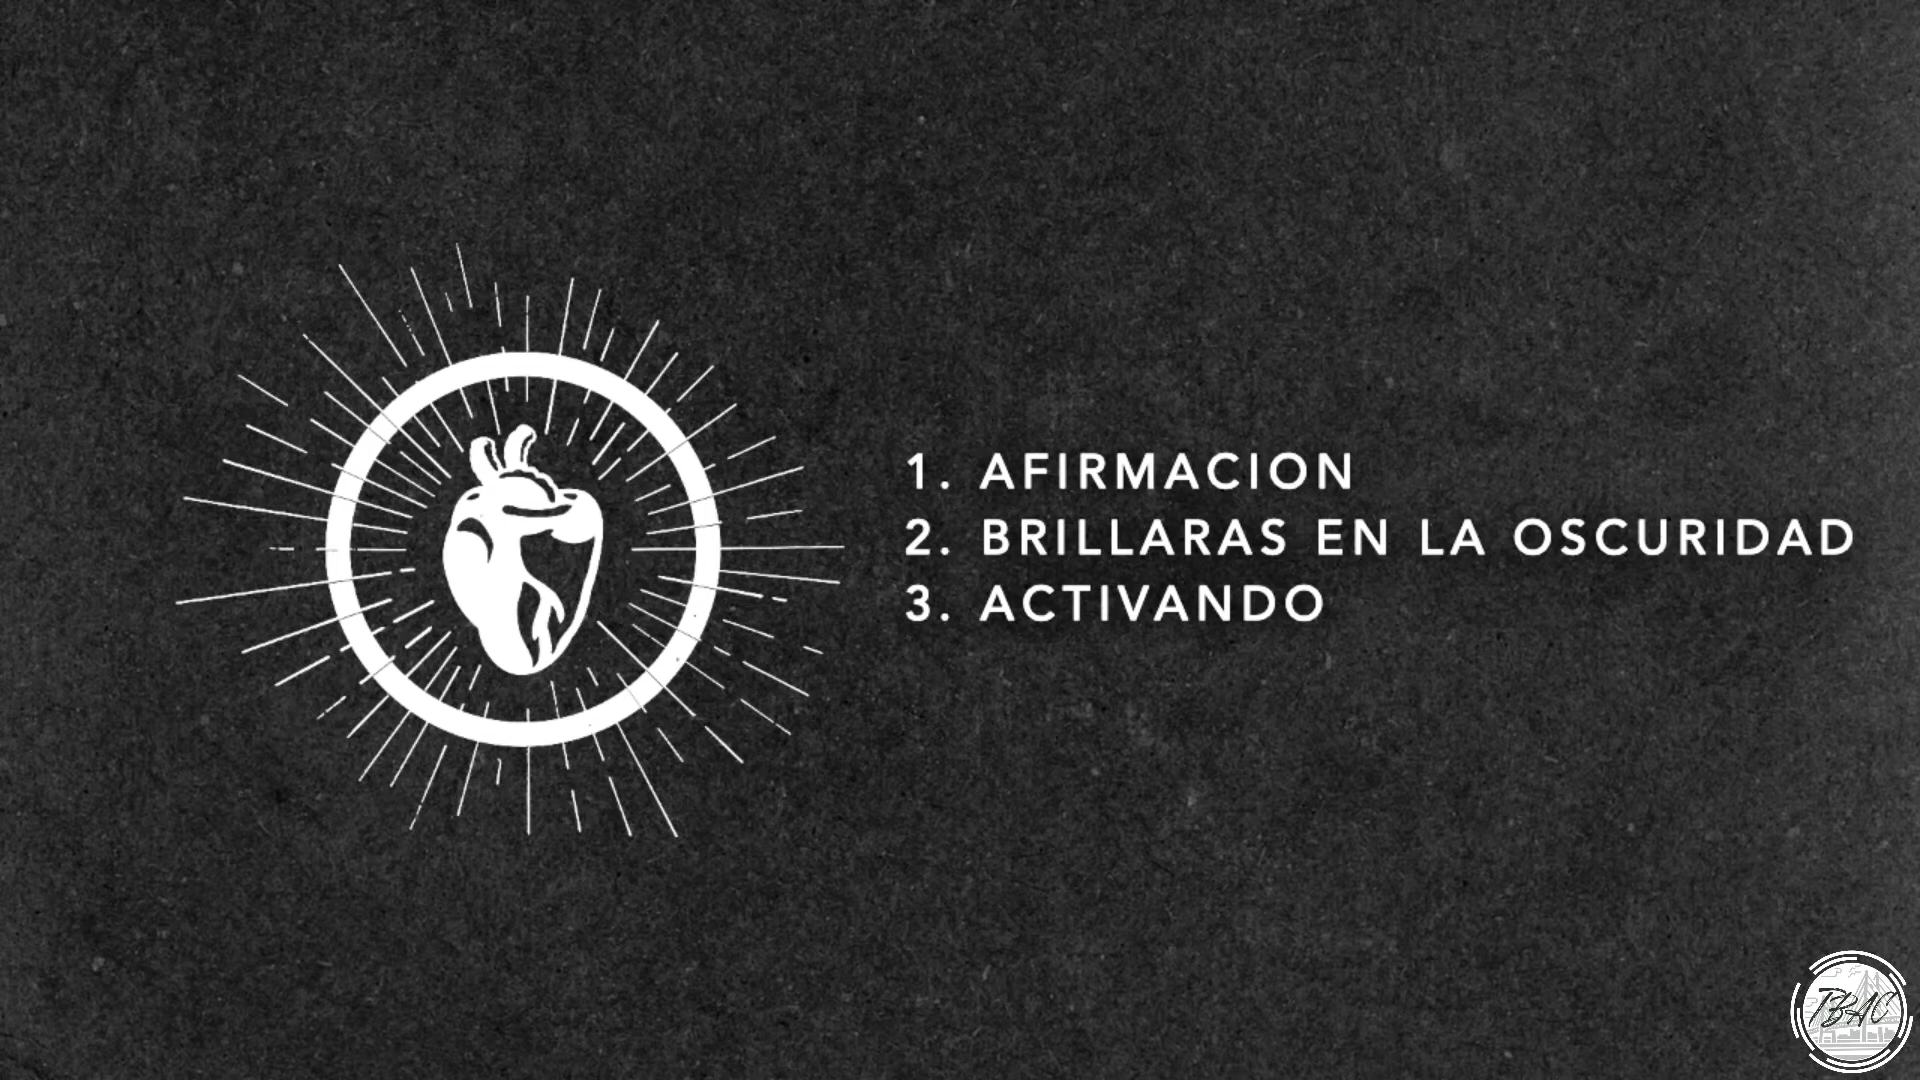 1. AFIRMACION
2. BRILLARAS EN LA OSCURIDAD
3. ACTIVANDO
TBAC